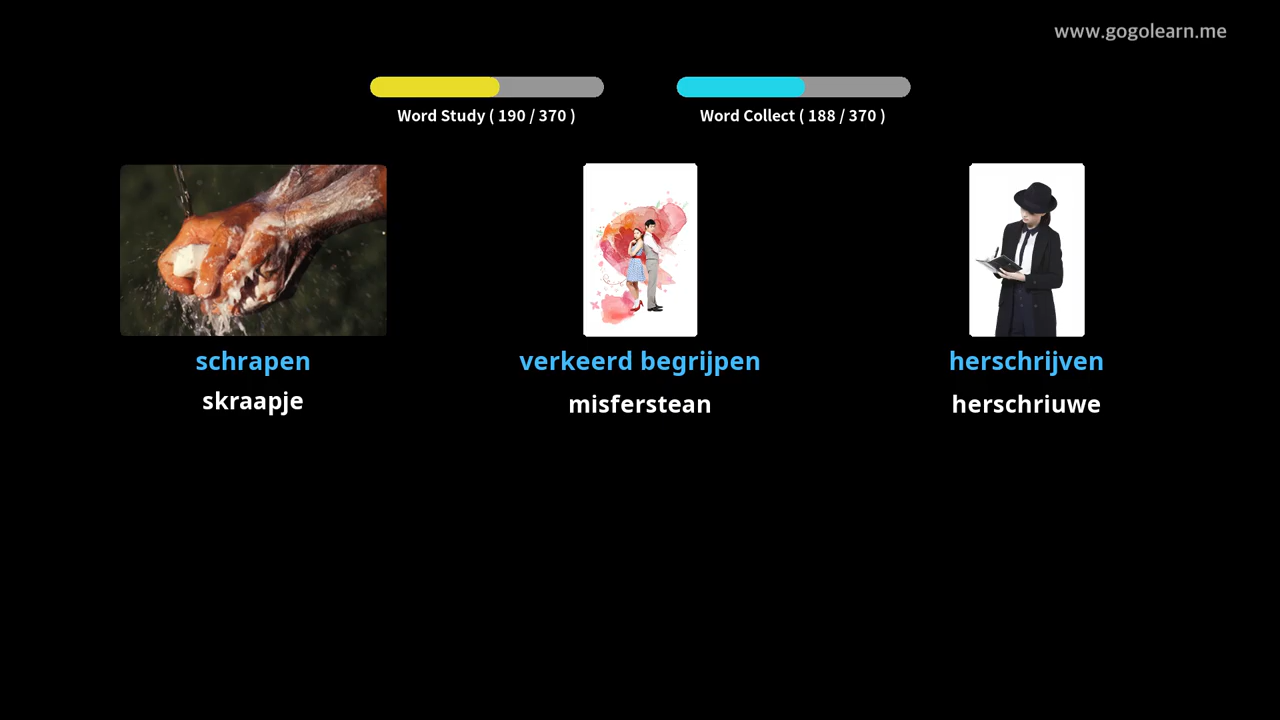 www.gogolearn.me
Word Study ( 190 / 370 )
Word Collect ( 188 / 370 )
schrapen
verkeerd begrijpen
herschrijven
skraapje
misferstean
herschriuwe